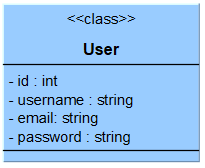 <<class>>
User
- id : int
- username : string
- email: string
- password : string